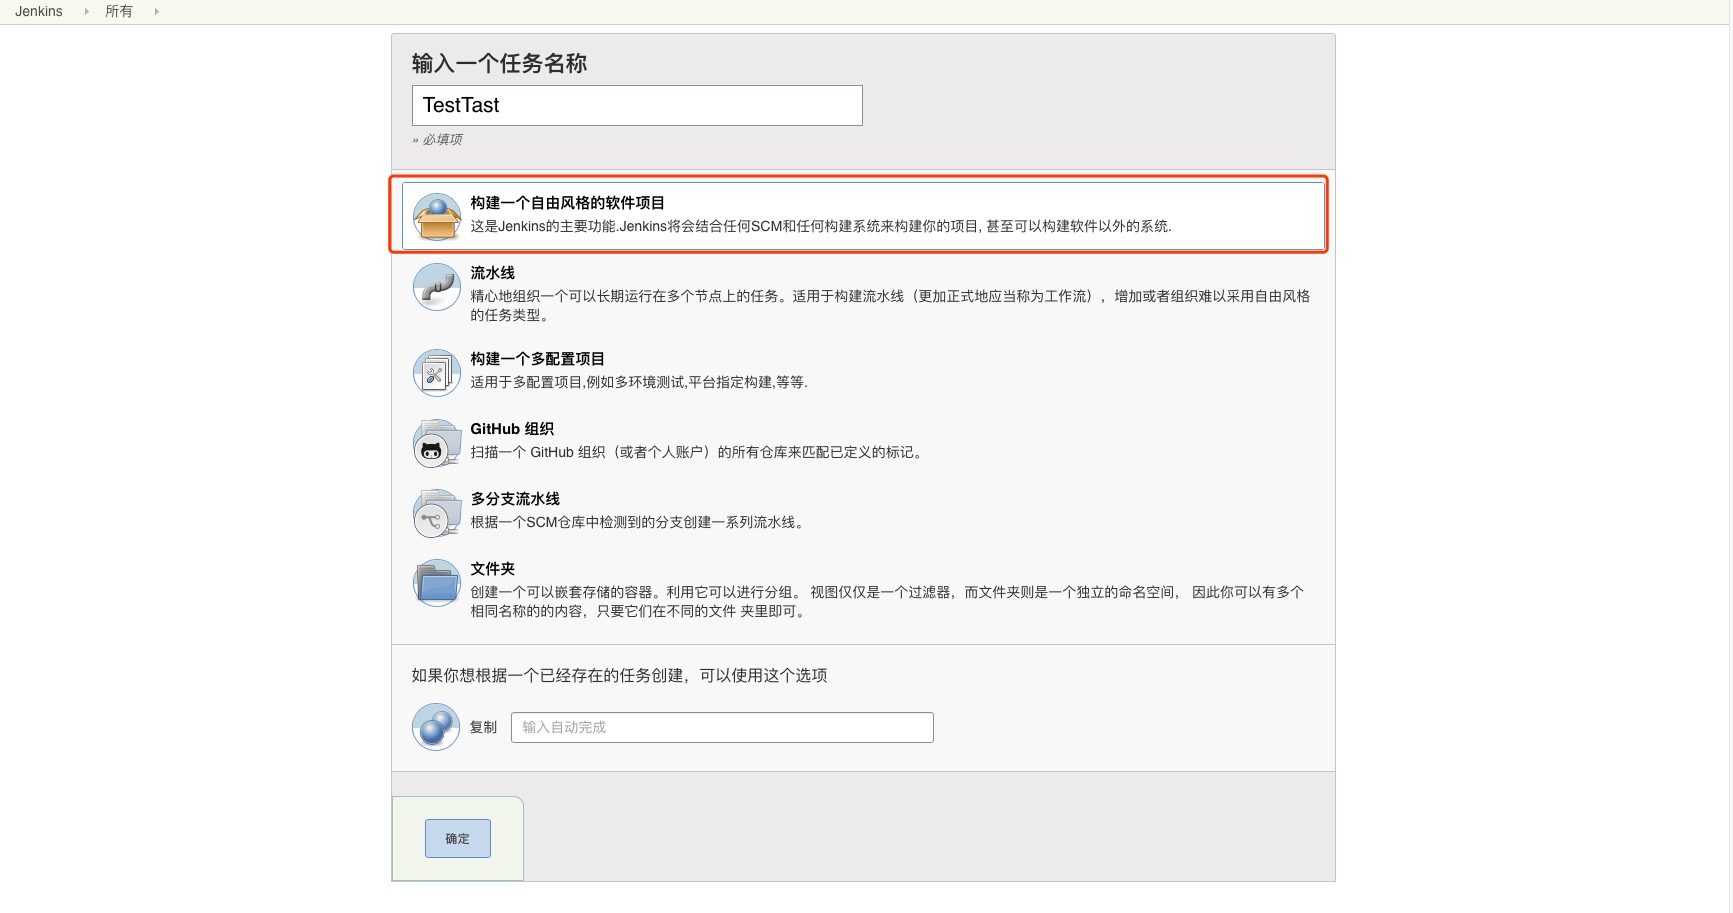 Jenkins 所有
输入一个任务名称
TestTast
» 必填项
构建一个自由风格的软件项目
这是Jenkins的主要功能.Jenkins将会结合任何SCM和任何构建系统来构建你的项目, 甚至可以构建软件以外的系统.
流水线
精心地组织一个可以长期运行在多个节点上的任务。适用于构建流水线（更加正式地应当称为工作流），增加或者组织难以采用自由风格
的任务类型。
构建一个多配置项目
适用于多配置项目,例如多环境测试,平台指定构建,等等.
GitHub 组织
扫描一个 GitHub 组织（或者个人账户）的所有仓库来匹配已定义的标记。
多分支流水线
根据一个SCM仓库中检测到的分支创建一系列流水线。
文件夹
创建一个可以嵌套存储的容器。利用它可以进行分组。 视图仅仅是一个过滤器，而文件夹则是一个独立的命名空间， 因此你可以有多个
相同名称的的内容，只要它们在不同的文件 夹里即可。
如果你想根据一个已经存在的任务创建，可以使用这个选项
复制 输入自动完成
确定